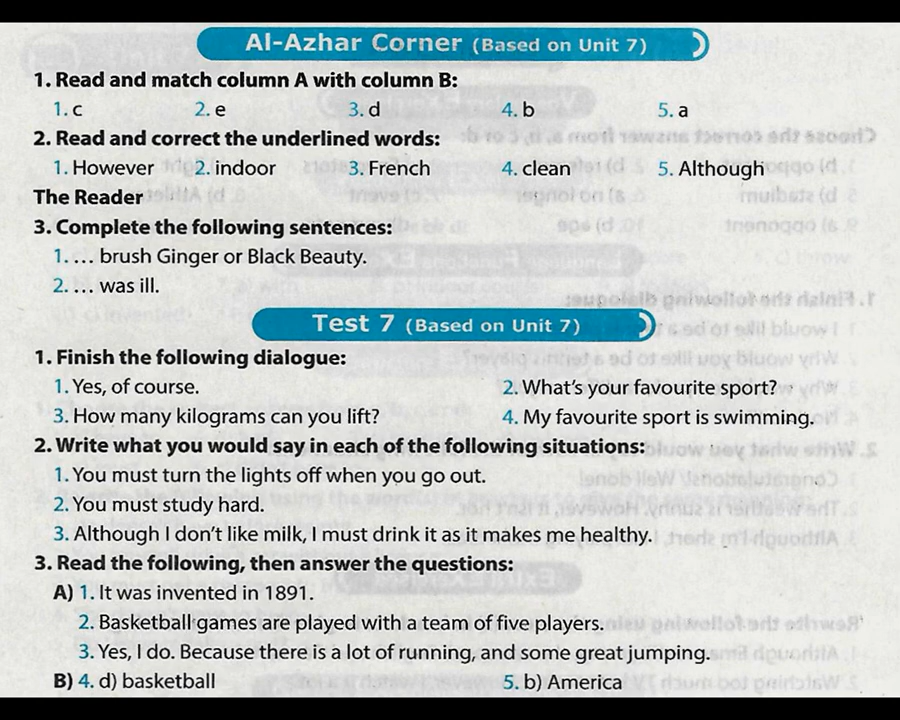 Al-Azhar Corner (Based on Unit 7)
1. Read and match column A with column B:
1. c 2. e 3. d 4. b 5. a
2. Read and correct the underlined words:
1. However 2. indoor 3. French 4. clean 5. Although
The Reader
3. Complete the following sentences:
1. .... brush Ginger or Black Beauty.
2. .... was ill.
Test 7 (Based on Unit 7)
1. Finish the following dialogue:
1. Yes, of course. 2. What's your favourite sport?
3. How many kilograms can you lift? 4. My favourite sport is swimming.
2. Write what you would say in each of the following situations:
1. You must turn the lights off when you go out.
2. You must study hard.
3. Although I don't like milk, I must drink it as it makes me healthy.
3. Read the following, then answer the questions:
A) 1. It was invented in 1891.
2. Basketball games are played with a team of five players.
3. Yes, I do. Because there is a lot of running, and some great jumping.
B) 4. d) basketball 5. b) America